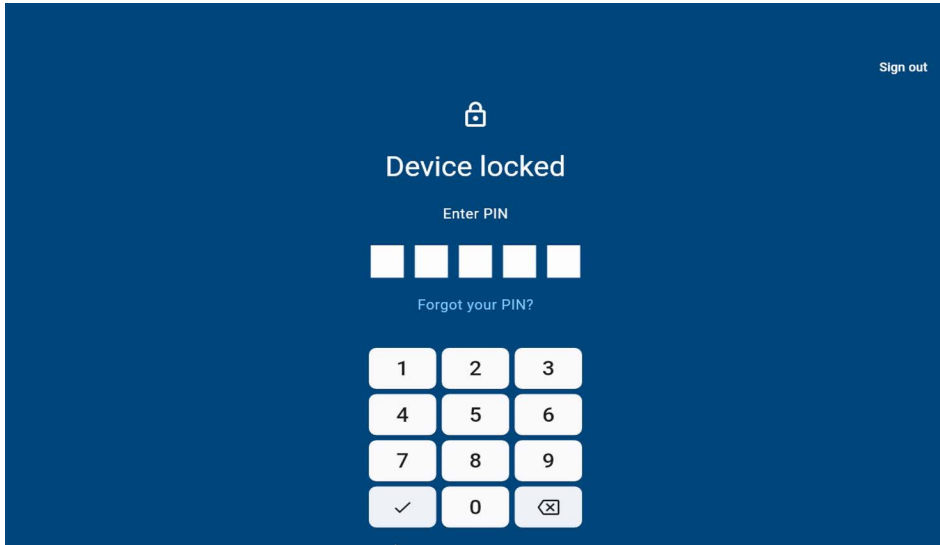 Sign out
Device locked
Enter PIN
Forgot your PIN?
1 2 3
4 5 6
7 8 9
0